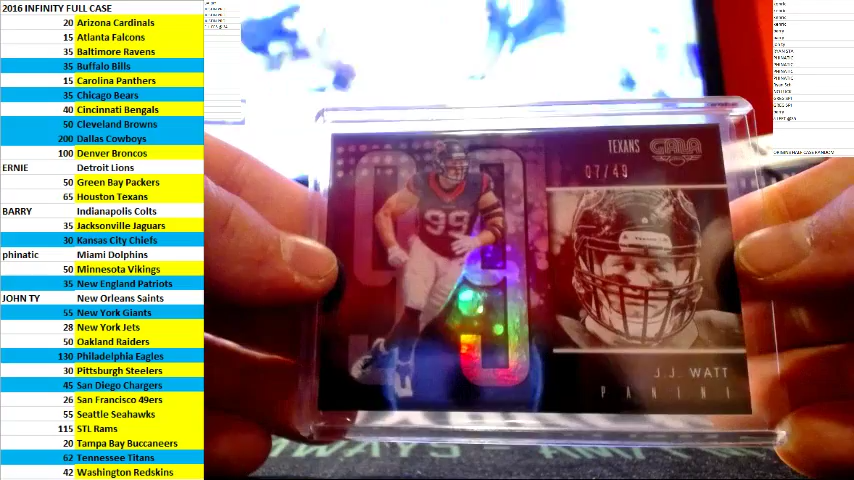 2016 INFINITY FULL CASE
20 Arizona Cardinals
15 Atlanta Falcons
35 Baltimore Ravens
35 Buffalo Bills
15 Carolina Panthers
35 Chicago Bears
40 Cincinnati Bengals
50 Cleveland Browns
200 Dallas Cowboys
100 Denver Broncos
ERNIE Detroit Lions
50 Green Bay Packers
65 Houston Texans
BARRY Indianapolis Colts
35 Jacksonville Jaguars
30 Kansas City Chiefs
phinatic Miami Dolphins
50 Minnesota Vikings
35 New England Patriots
JOHN TY New Orleans Saints
55 New York Giants
28 New York Jets
50 Oakland Raiders
130 Philadelphia Eagles
30 Pittsburgh Steelers
45 San Diego Chargers
26 San Francisco 49ers
55 Seattle Seahawks
115 STL Rams
20 Tampa Bay Buccaneers
62 Tennessee Titans
42 Washington Redskins
TEXANS GALA
07/49
99
99
J.J. WATT
PANINI
PHINATIC
PHINATIC
PHINATIC
PHINATIC